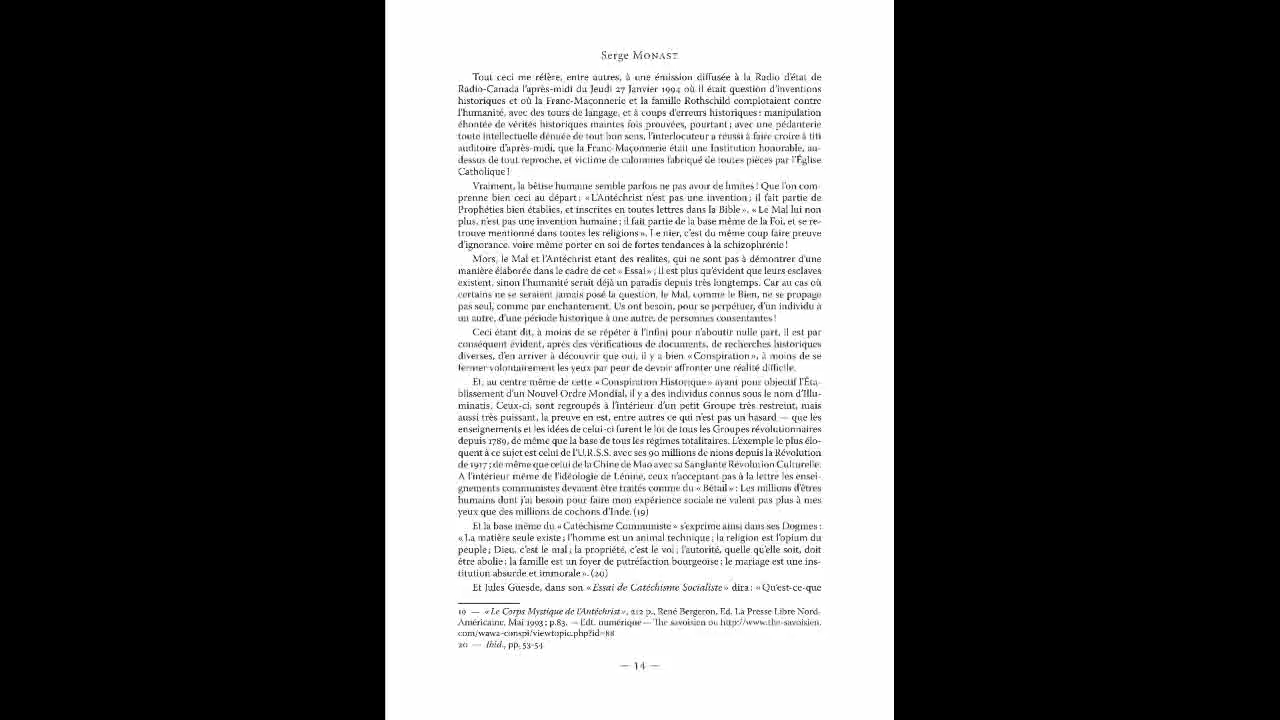 Serge MONAST
Tout ceci me réfère, entre autres, à une émission diffusée à la Radio d'état de
Radio-Canada l'après-midi du Jeudi 27 Janvier 1994 où il était question d'inventions
historiques et où la Franc-Maçonnerie et la famille Rothschild complotaient contre
l'humanité, avec des tours de langage, et à coups d'erreurs historiques : manipulation
éhontée de vérités historiques maintes fois prouvées, pourtant ; avec une pédanterie
toute intellectuelle dénuée de tout bon sens, l'interlocuteur a réussi à faire croire à titi
auditoire d'après-midi, que la Franc-Maçonnerie était une Institution honorable, au-
dessus de tout reproche, et victime de calommes fabriqué de toutes pièces par l'Église
Catholique !
Vraiment, la bêtise humaine semble parfois ne pas avoir de limites ! Que l'on com-
prenne bien ceci au départ : « L'Antéchrist n'est pas une invention ; il fait partie de
Prophéties bien établies, et inscrites en toutes lettres dans la Bible ». « Le Mal lui non
plus, n'est pas une invention humaine ; il fait partie de la base même de la Foi, et se re-
trouve mentionné dans toutes les religions ». Le nier, c'est du même coup faire preuve
d'ignorance, voire même porter en soi de fortes tendances à la schizophrénie !
Mors, le Mal et l'Antéchrist étant des réalités, qui ne sont pas à démontrer d'une
manière élaborée dans le cadre de cet « Essai » ; il est plus qu'évident que leurs esclaves
existent, sinon l'humanité serait déjà un paradis depuis très longtemps. Car au cas où
certains ne se seraient jamais posé la question, le Mal, comme le Bien, ne se propage
pas seul, comme par enchantement. Us ont besoin, pour se perpétuer, d'un individu à
un autre, d'une période historique à une autre, de personnes consentantes !
Ceci étant dit, à moins de se répéter à l'infini pour n'aboutir nulle part, il est par
conséquent évident, après des vérifications de documents, de recherches historiques
diverses, d'en arriver à découvrir que oui, il y a bien « Conspiration », à moins de se
fermer volontairement les yeux par peur de devoir affronter une réalité difficile.
Et, au centre même de cette « Conspiration Historique » ayant pour objectif l'Éta-
blissement d'un Nouvel Ordre Mondial, il y a des individus connus sous le nom d'Illu-
minatis. Ceux-ci, sont regroupés à l'intérieur d'un petit Groupe très restreint, mais
aussi très puissant, la preuve en est, entre autres ce qui n'est pas un hasard — que les
enseignements et les idées de celui-ci furent le lot de tous les Groupes révolutionnaires
depuis 1789, de même que la base de tous les régimes totalitaires. L'exemple le plus élo-
quent à ce sujet est celui de l'U.R.S.S. avec ses 90 millions de nions depuis la Révolution
de 1917 ; de même que celui de la Chine de Mao avec sa Sanglante Révolution Culturelle.
A l'intérieur même de l'idéologie de Lénine, ceux n'acceptant pas à la lettre les ensei-
gnements communistes devaient être traités comme du « Bétail » : Les millions d'êtres
humains dont j'ai besoin pour faire mon expérience sociale ne valent pas plus à mes
yeux que des millions de cochons d'Inde. (19)
Et la base même du « Catéchisme Communiste » s'exprime ainsi dans ses Dogmes :
« La matière seule existe ; l'homme est un animal technique ; la religion est l'opium du
peuple ; Dieu, c'est le mal ; la propriété, c'est le voi ; l'autorité, quelle qu'elle soit, doit
être abolie ; la famille est un foyer de putréfaction bourgeoise ; le mariage est une ins-
titution absurde et immorale ». (20)
Et Jules Guesde, dans son « Essai de Catéchisme Socialiste » dira : « Qu'est-ce-que
19 — « Le Corps Mystique de l'Antéchrist », 212 p., René Bergeron, Ed. La Presse Libre Nord-
Américaine, Mai 1993 ; p.83. — Edt. numérique — The savoisien ou http://www.the-savoisien.
com/wawa-conspi/viewtopic.php?id=88
20 — Ibid., pp. 53-54
— 14 —